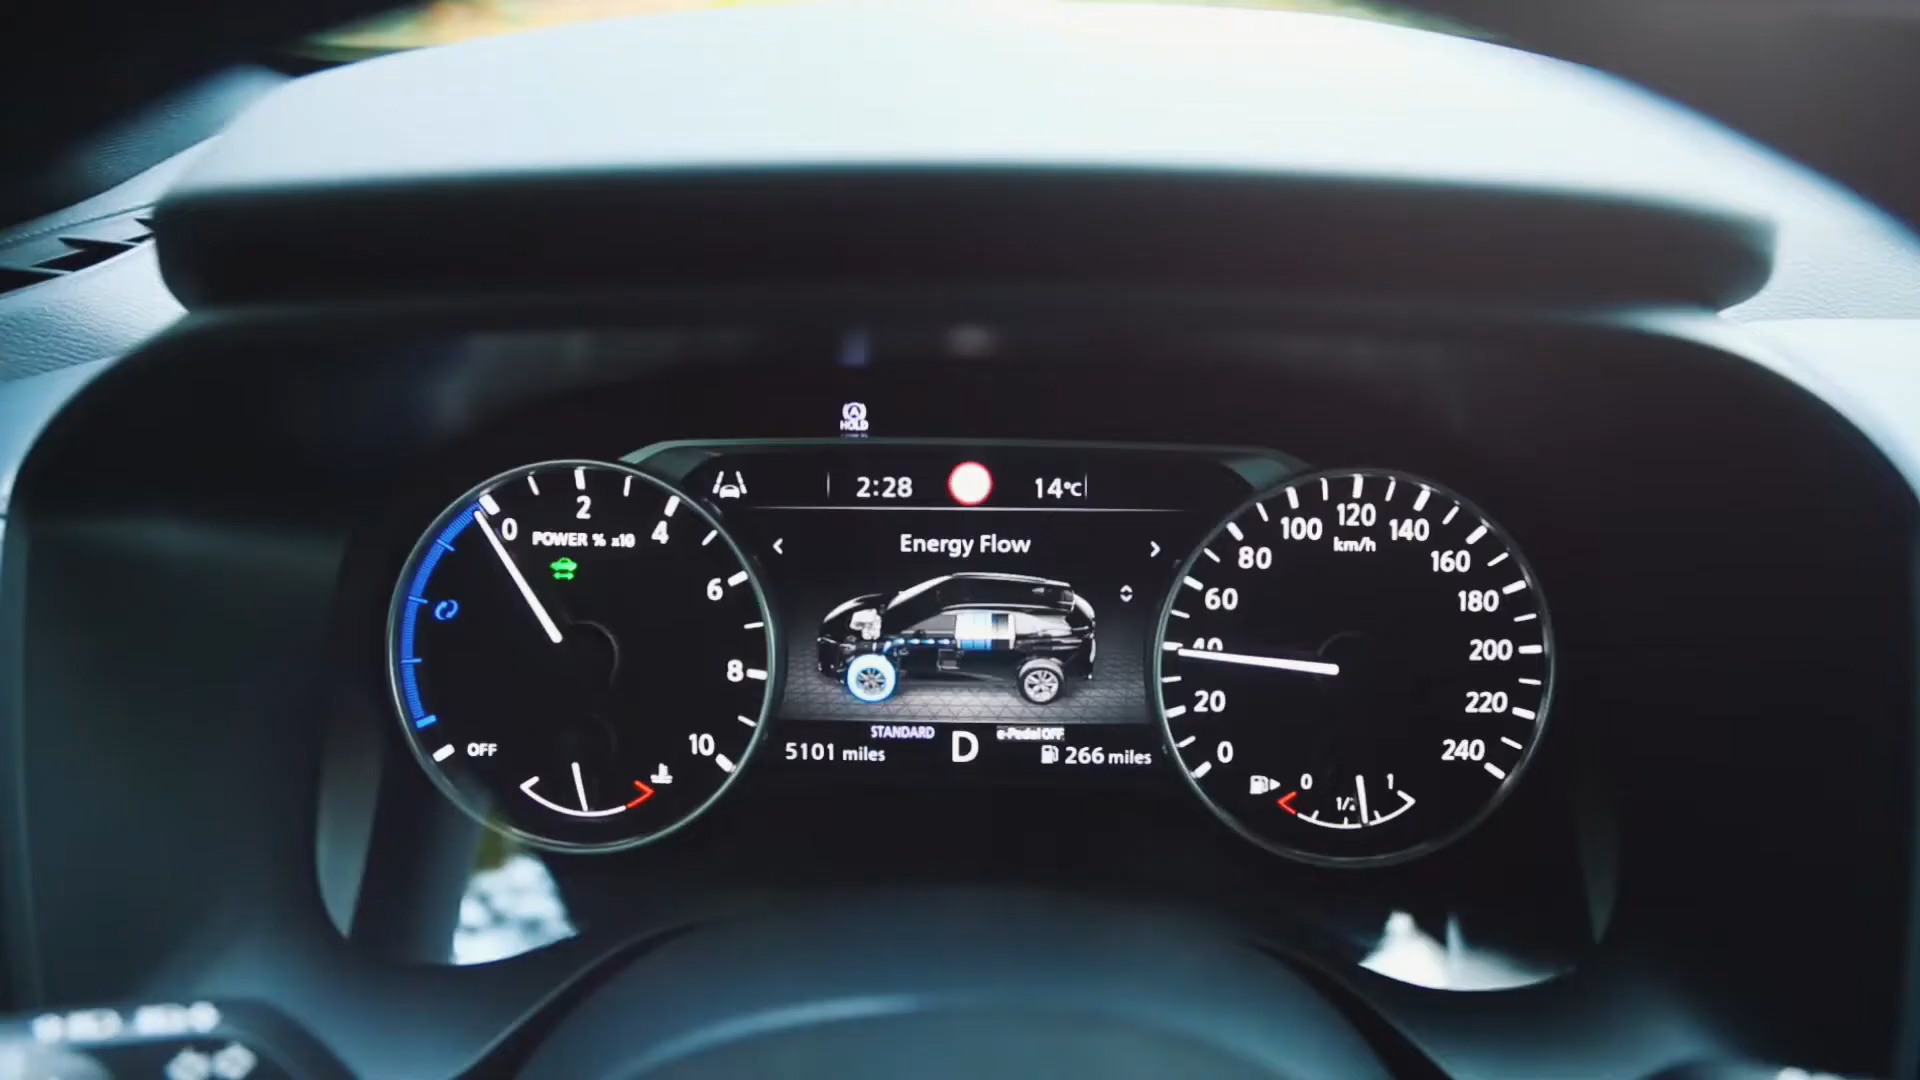 HOLD
2:28
14°C
Energy Flow
0
2
4
6
8
10
POWER % x10
OFF
0
20
40
60
80
100
120
140
160
180
200
220
240
km/h
STANDARD
e-Pedal OFF
5101 miles
D
266 miles
0
1/2
1